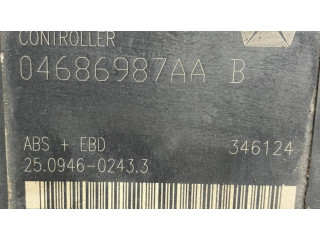 CONTROLLER
04686987AA B
ABS + EBD 346124
25.0946-0243.3